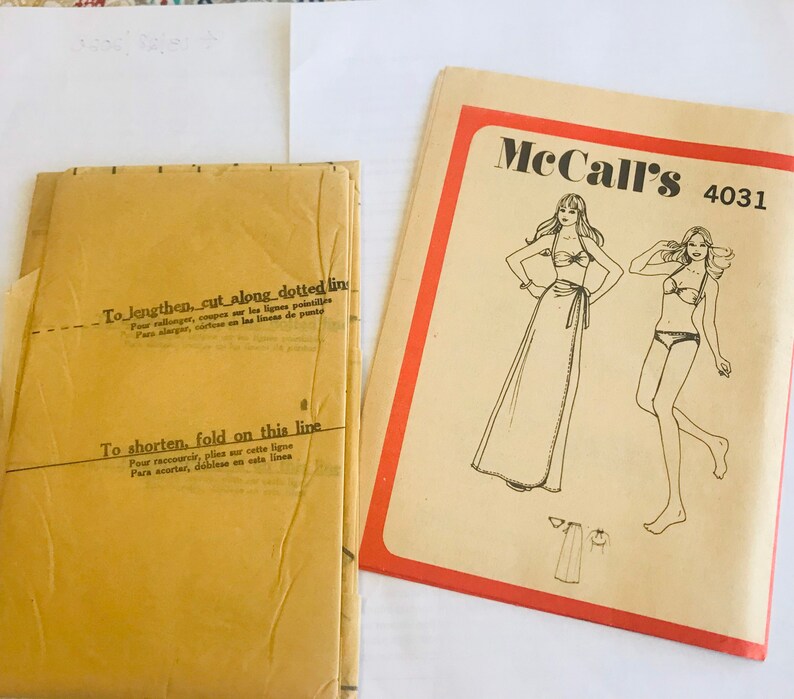 To lengthen, cut along dotted line
Pour rallonger, coupez sur les lignes pointillés
Para alargar, córtese en las líneas de punto
To shorten, fold on this line
Pour raccourcir, plies sur cette ligne
Para acortar, dóblese en esta línea
McCall's 4031